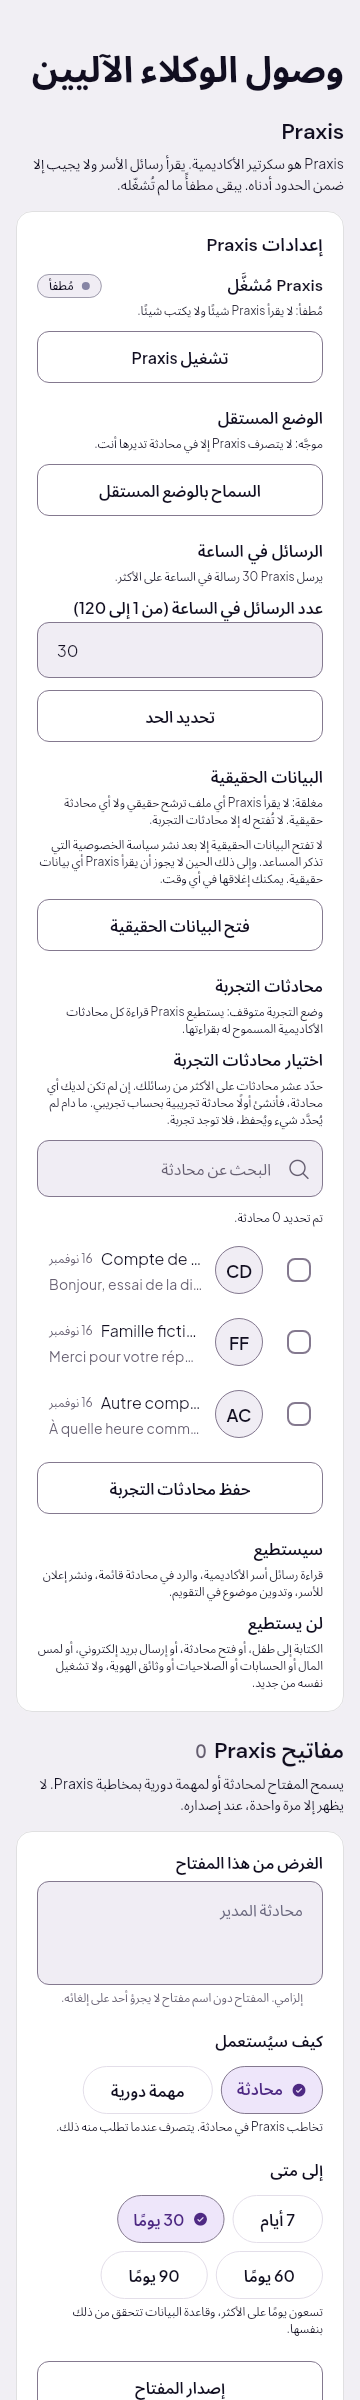 وصول الوكلاء الآليين
Praxis
Praxis هو سكرتير الأكاديمية. يقرأ رسائل الأسر ولا يجيب إلا
ضمن الحدود أدناه. يبقى مطفأً ما لم تُشغّله.
إعدادات Praxis
Praxis مُشغَّل
مُطفأ
مُطفأ: لا يقرأ Praxis شيئًا ولا يكتب شيئًا.
تشغيل Praxis
الوضع المستقل
موجَّه: لا يتصرف Praxis إلا في محادثة تديرها أنت.
السماح بالوضع المستقل
الرسائل في الساعة
يرسل Praxis 30 رسالة في الساعة على الأكثر.
عدد الرسائل في الساعة (من 1 إلى 120)
30
تحديد الحد
البيانات الحقيقية
مغلقة: لا يقرأ Praxis أي ملف ترشح حقيقي ولا أي محادثة
حقيقية. لا تُفتح له إلا محادثات التجربة.
لا تفتح البيانات الحقيقية إلا بعد نشر سياسة الخصوصية التي
تذكر المساعد. وإلى ذلك الحين لا يجوز أن يقرأ Praxis أي بيانات
حقيقية. يمكنك إغلاقها في أي وقت.
فتح البيانات الحقيقية
محادثات التجربة
وضع التجربة متوقف: يستطيع Praxis قراءة كل محادثات
الأكاديمية المسموح له بقراءتها.
اختيار محادثات التجربة
حدّد عشر محادثات على الأكثر من رسائلك. إن لم تكن لديك أي
محادثة، فأنشئ أولًا محادثة تجريبية بحساب تجريبي. ما دام لم
يُحدَّد شيء ويُحفظ، فلا توجد تجربة.
البحث عن محادثة
تم تحديد 0 محادثة.
CD
Compte de ...
16 نوفمبر
Bonjour, essai de la di...
FF
Famille ficti...
16 نوفمبر
Merci pour votre rép...
AC
Autre comp...
16 نوفمبر
À quelle heure comm...
حفظ محادثات التجربة
سيستطيع
قراءة رسائل أسر الأكاديمية، والرد في محادثة قائمة، ونشر إعلان
للأسر، وتدوين موضوع في التقويم.
لن يستطيع
الكتابة إلى طفل، أو فتح محادثة، أو إرسال بريد إلكتروني، أو لمس
المال أو الحسابات أو الصلاحيات أو وثائق الهوية، ولا تشغيل
نفسه من جديد.
مفاتيح Praxis 0
يسمح المفتاح لمحادثة أو لمهمة دورية بمخاطبة Praxis. لا
يظهر إلا مرة واحدة، عند إصداره.
الغرض من هذا المفتاح
محادثة المدير
إلزامي. المفتاح دون اسم مفتاح لا يجرؤ أحد على إلغائه.
كيف سيُستعمل
محادثة
مهمة دورية
تخاطب Praxis في محادثة. يتصرف عندما تطلب منه ذلك.
إلى متى
7 أيام
30 يومًا
60 يومًا
90 يومًا
تسعون يومًا على الأكثر، وقاعدة البيانات تتحقق من ذلك
بنفسها.
إصدار المفتاح